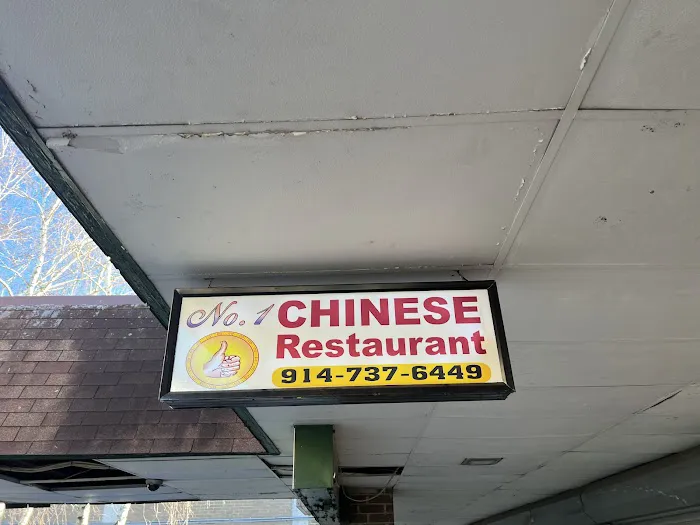 No. 1 CHINESE
Restaurant
914-737-6449